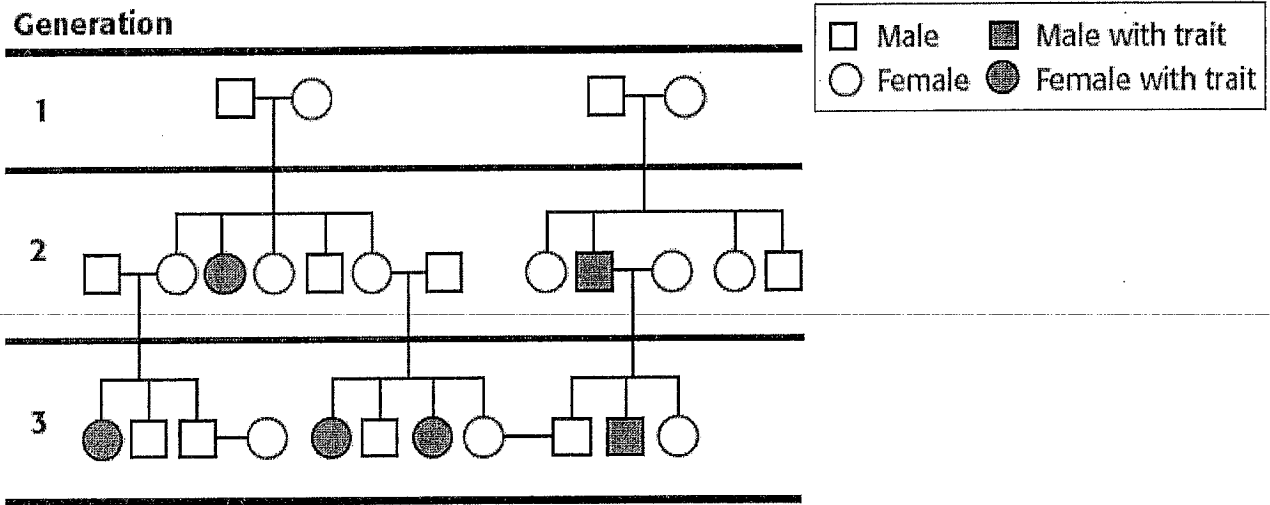 Generation
Male
Male with trait
Female
Female with trait
1
2
3